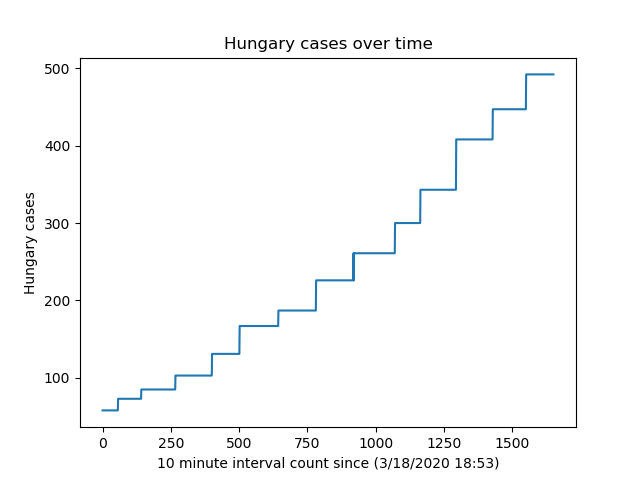 Hungary cases over time
500
400
300
200
100
Hungary cases
0 250 500 750 1000 1250 1500
10 minute interval count since (3/18/2020 18:53)